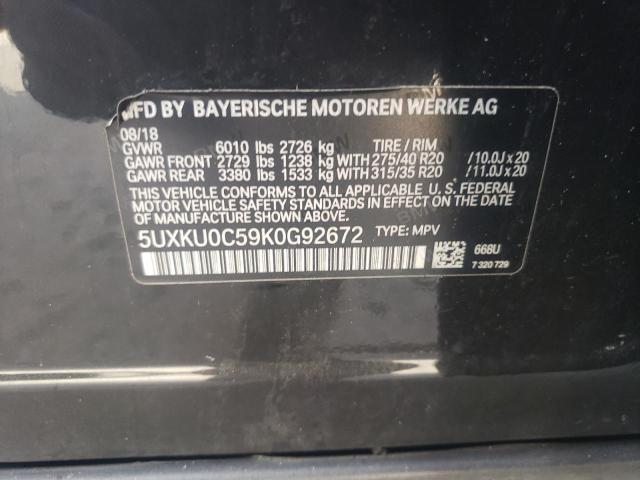 MFD BY BAYERISCHE MOTOREN WERKE AG
08/18
GVWR 6010 lbs 2726 kg TIRE / RIM
GAWR FRONT 2729 lbs 1238 kg WITH 275/40 R20 /10.0J x 20
GAWR REAR 3380 lbs 1533 kg WITH 315/35 R20 /11.0J x 20
THIS VEHICLE CONFORMS TO ALL APPLICABLE U. S. FEDERAL
MOTOR VEHICLE SAFETY STANDARDS IN EFFECT ON THE
DATE OF MANUFACTURE SHOWN ABOVE.
5UXKU0C59K0G92672 TYPE: MPV
668U
7 320 729